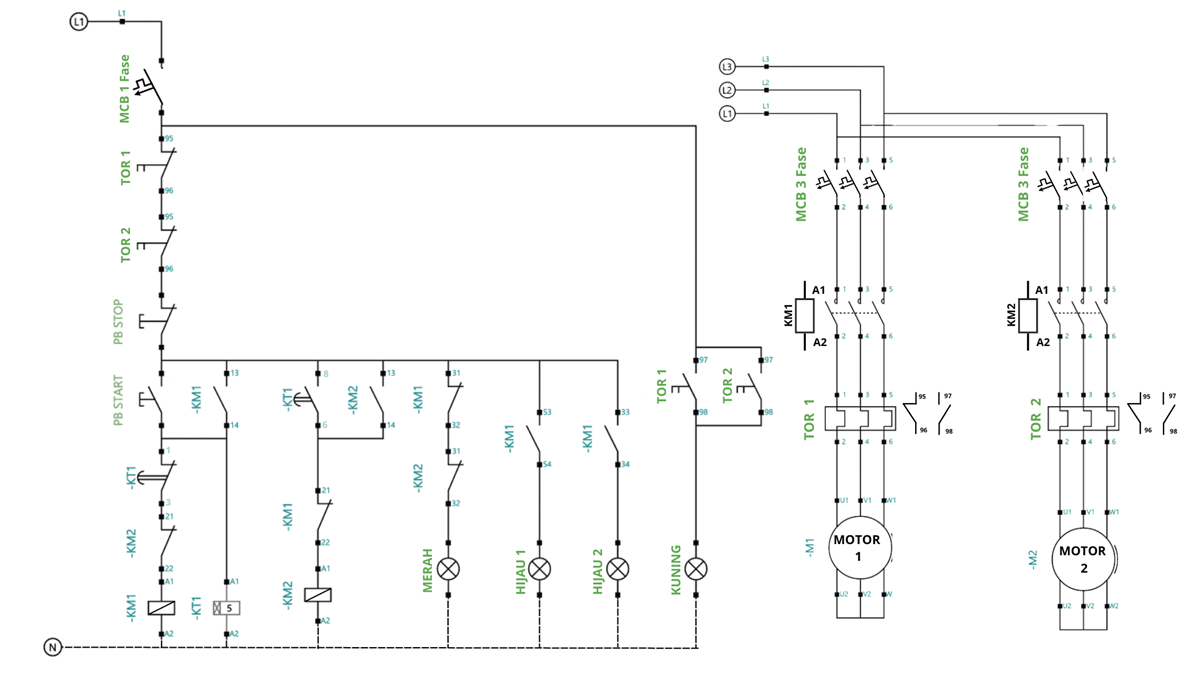 L1
L1
MCB 1 Fase
95
TOR 1
96
95
TOR 2
96
PB STOP
PB START
13
-KM1
14
8
-KT1
6
13
-KM2
14
31
-KM1
32
31
-KM2
32
53
-KM1
54
33
-KM1
34
97
TOR 1
98
97
TOR 2
98
1
-KT1
3
21
-KM2
22
A1
-KM1
A2
A1
-KT1
5
A2
21
-KM1
22
A1
-KM2
A2
MERAH
HIJAU 1
HIJAU 2
KUNING
N
L3
L3
L2
L2
L1
L1
MCB 3 Fase
1 3 5
2 4 6
KM1
A1
A2
1 3 5
2 4 6
TOR 1
1 3 5
2 4 6
95
96
97
98
U1 V1 W1
-M1
MOTOR
1
U2 V2 W
MCB 3 Fase
1 3 5
2 4 6
KM2
A1
A2
1 3 5
2 4 6
TOR 2
1 3 5
2 4 6
95
96
97
98
U1 V1 W1
-M2
MOTOR
2
U2 V2 W2